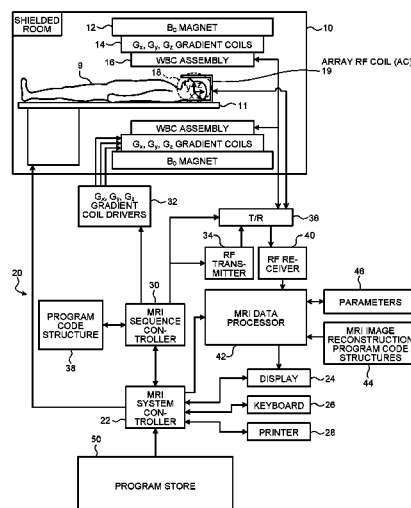 SHIELDED
ROOM
10
12
B0 MAGNET
14
Gx, Gy, Gz GRADIENT COILS
16
WBC ASSEMBLY
9
18
ARRAY RF COIL (AC)
19
11
WBC ASSEMBLY
Gx, Gy, Gz GRADIENT COILS
B0 MAGNET
Gx, Gy, Gz
GRADIENT
COIL DRIVERS
32
T/R
36
34
40
RF
TRANS-
MITTER
RF RE-
CEIVER
20
30
46
PROGRAM
CODE
STRUCTURE
38
MRI
SEQUENCE
CON-
TROLLER
MRI DATA
PROCESSOR
42
PARAMETERS
MRI IMAGE
RECONSTRUCTION
PROGRAM CODE
STRUCTURES
44
MRI
SYSTEM
CON-
TROLLER
22
DISPLAY
24
KEYBOARD
26
PRINTER
28
50
PROGRAM STORE